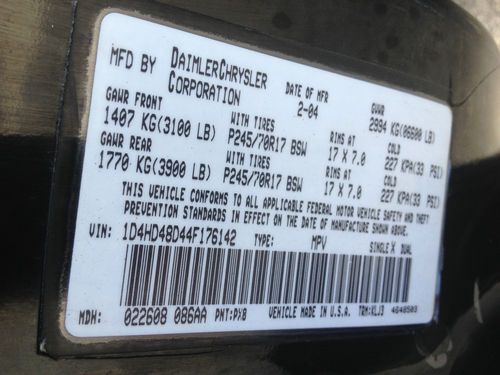 MFD BY DAIMLERCHRYSLER CORPORATION DATE OF MFR 2-04 GVWR 2994 KG(06600 LB)
GAWR FRONT WITH TIRES RIMS AT COLD
1407 KG(3100 LB) P245/70R17 BSW 17 X 7.0 227 KPA(33 PSI)
GAWR REAR WITH TIRES RIMS AT COLD
1770 KG(3900 LB) P245/70R17 BSW 17 X 7.0 227 KPA(33 PSI)
THIS VEHICLE CONFORMS TO ALL APPLICABLE FEDERAL MOTOR VEHICLE SAFETY AND THEFT
PREVENTION STANDARDS IN EFFECT ON THE DATE OF MANUFACTURE SHOWN ABOVE.
VIN: 1D4HD48D44F176142 TYPE: MPV SINGLE X DUAL
MDH: 022608 086AA PNT:PX8 VEHICLE MADE IN U.S.A. TRM:KLJ3 4648503